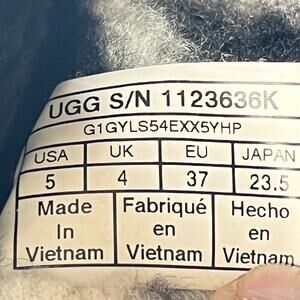 UGG S/N 1123636K
G1GYLS54EXX5YHP
USA UK EU JAPAN
5 4 37 23.5
Made Fabriqué Hecho
In en en
Vietnam Vietnam Vietnam